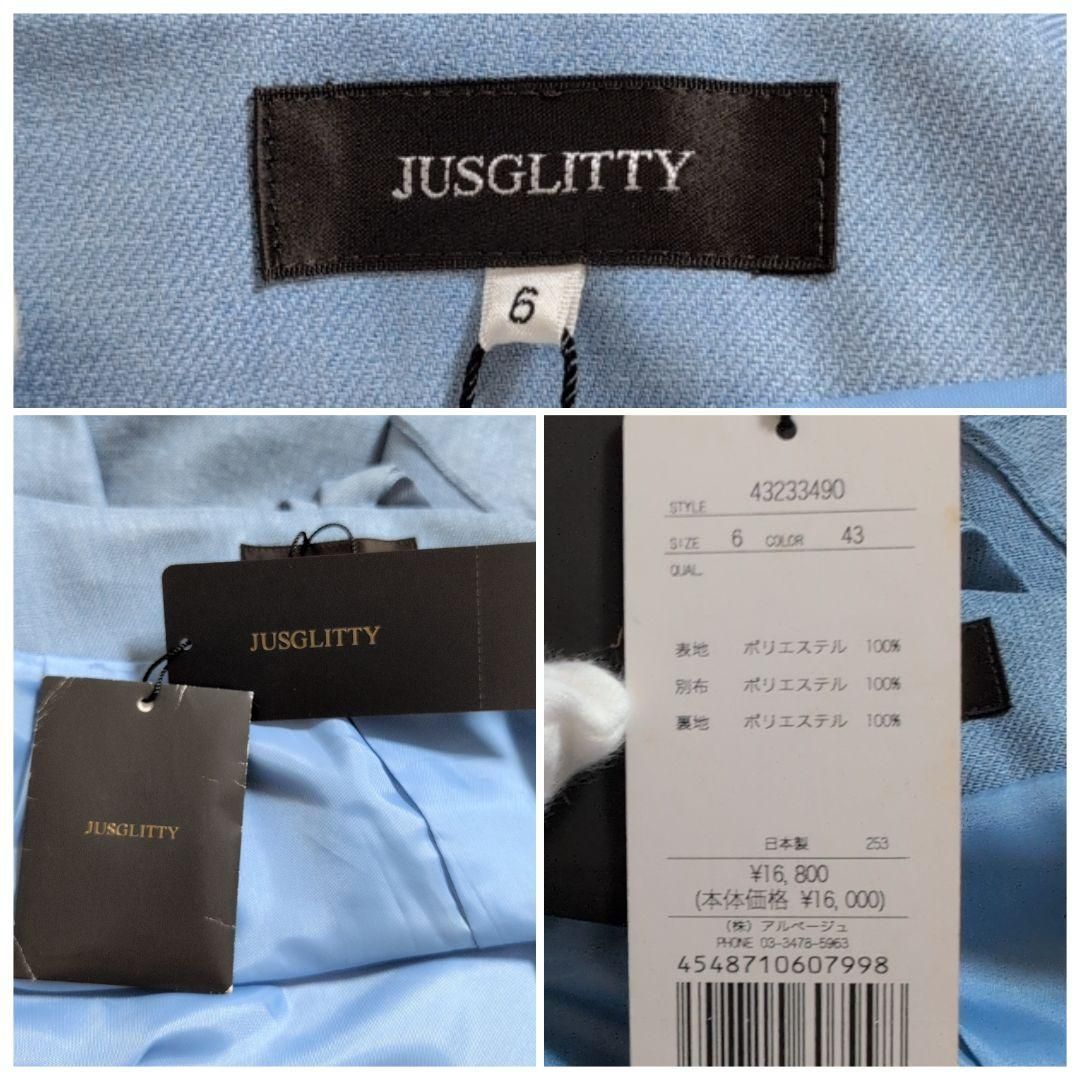 JUSGLITTY
6
JUSGLITTY
JUSGLITTY
STYLE 43233490
SIZE 6 COLOR 43
QUAL.
表地 ポリエステル 100%
別布 ポリエステル 100%
裏地 ポリエステル 100%
日本製 253
¥16,800
(本体価格 ¥16,000)
(株) アルページュ
PHONE 03-3478-5963
4548710607998